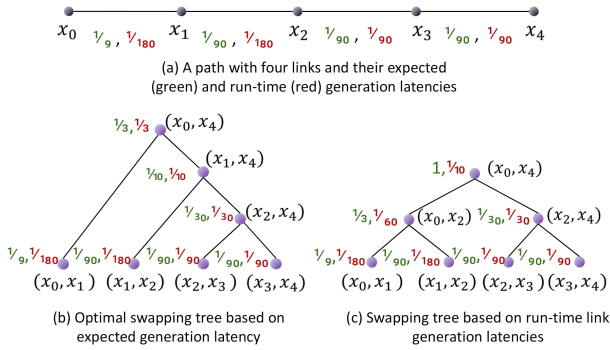 x₀ x₁ x₂ x₃ x₄
1/9 , 1/180 1/90 , 1/180 1/90 , 1/90 1/90 , 1/90
(a) A path with four links and their expected
(green) and run-time (red) generation latencies
1/3,1/3 (x₀, x₄)
(x₁, x₄)
1/10,1/10
1/30,1/30 (x₂, x₄)
1/9,1/180 1/90,1/180 1/90,1/90 1/90,1/90
(x₀, x₁) (x₁, x₂) (x₂, x₃) (x₃, x₄)
(b) Optimal swapping tree based on
expected generation latency
1,1/10 (x₀, x₄)
1/3,1/60 (x₀, x₂) 1/30,1/30 (x₂, x₄)
1/9,1/180 1/90,1/180 1/90,1/90 1/90,1/90
(x₀, x₁) (x₁, x₂) (x₂, x₃) (x₃, x₄)
(c) Swapping tree based on run-time link
generation latencies